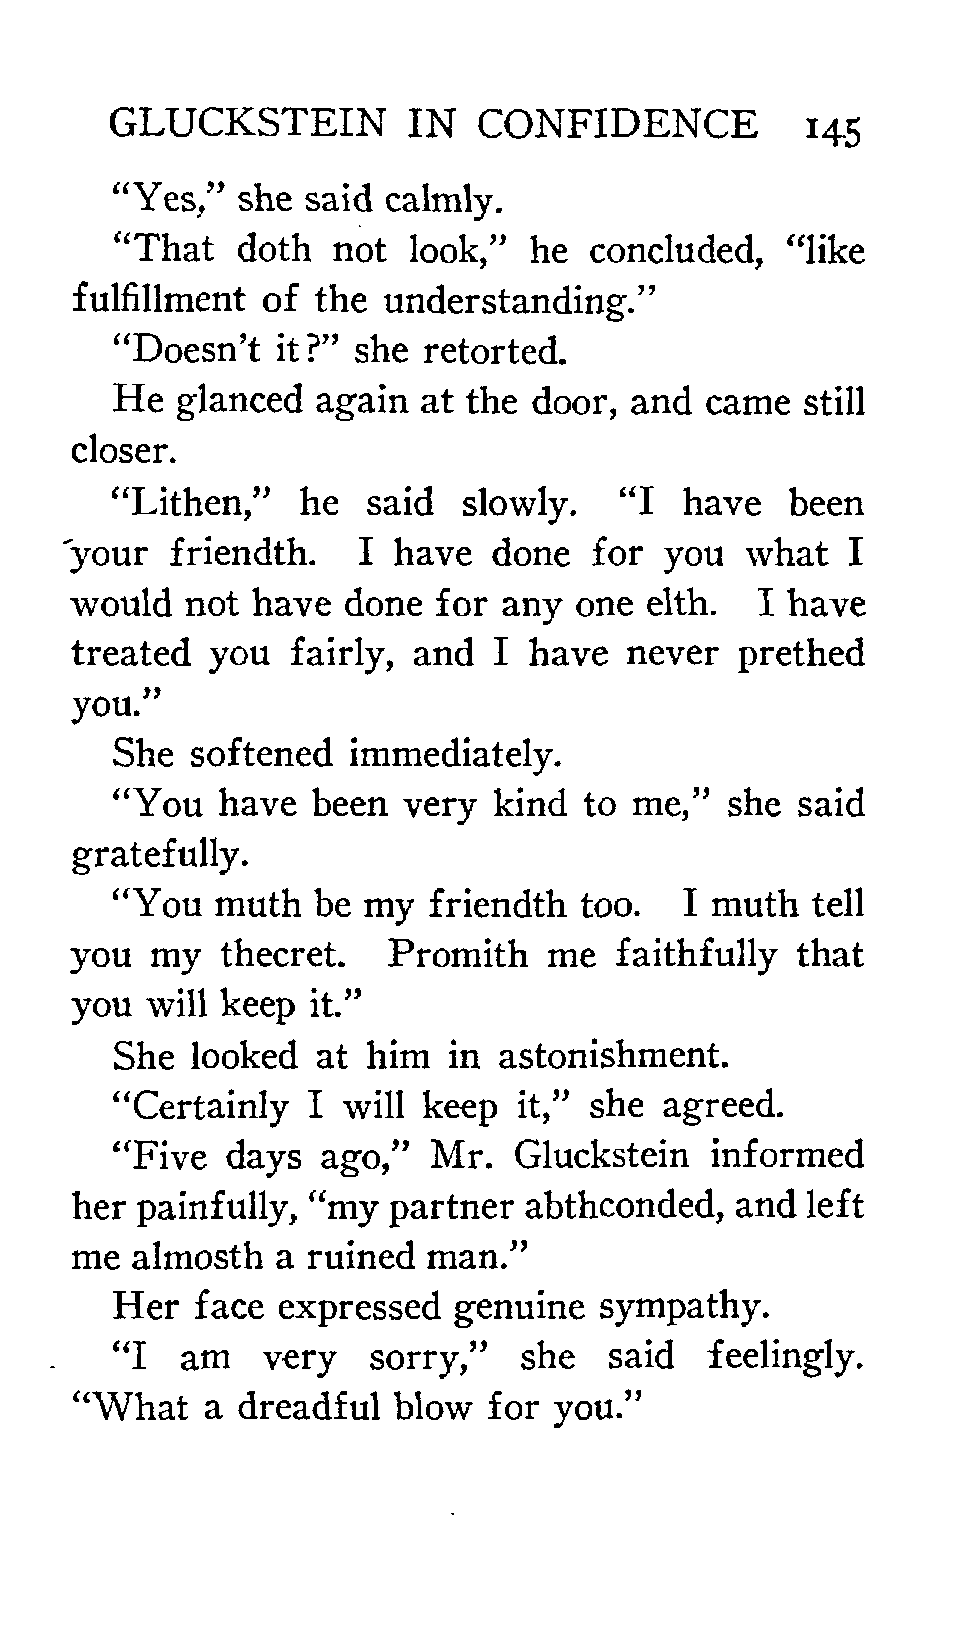 GLUCKSTEIN IN CONFIDENCE 145
"Yes," she said calmly.
"That doth not look," he concluded, "like
fulfillment of the understanding."
"Doesn't it?" she retorted.
He glanced again at the door, and came still
closer.
"Lithen," he said slowly. "I have been
your friendth. I have done for you what I
would not have done for any one elth. I have
treated you fairly, and I have never prethed
you."
She softened immediately.
"You have been very kind to me," she said
gratefully.
"You muth be my friendth too. I muth tell
you my thecret. Promith me faithfully that
you will keep it."
She looked at him in astonishment.
"Certainly I will keep it," she agreed.
"Five days ago," Mr. Gluckstein informed
her painfully, "my partner abthconded, and left
me almosth a ruined man."
Her face expressed genuine sympathy.
"I am very sorry," she said feelingly.
"What a dreadful blow for you."